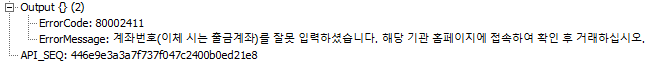 Output {} (2)
ErrorCode: 80002411
ErrorMessage: 계좌번호(이체 시는 출금계좌)를 잘못 입력하셨습니다. 해당 기관 홈페이지에 접속하여 확인 후 거래하십시오.
API_SEQ: 446e9e3a3a7f737f047c2400b0ed21e8